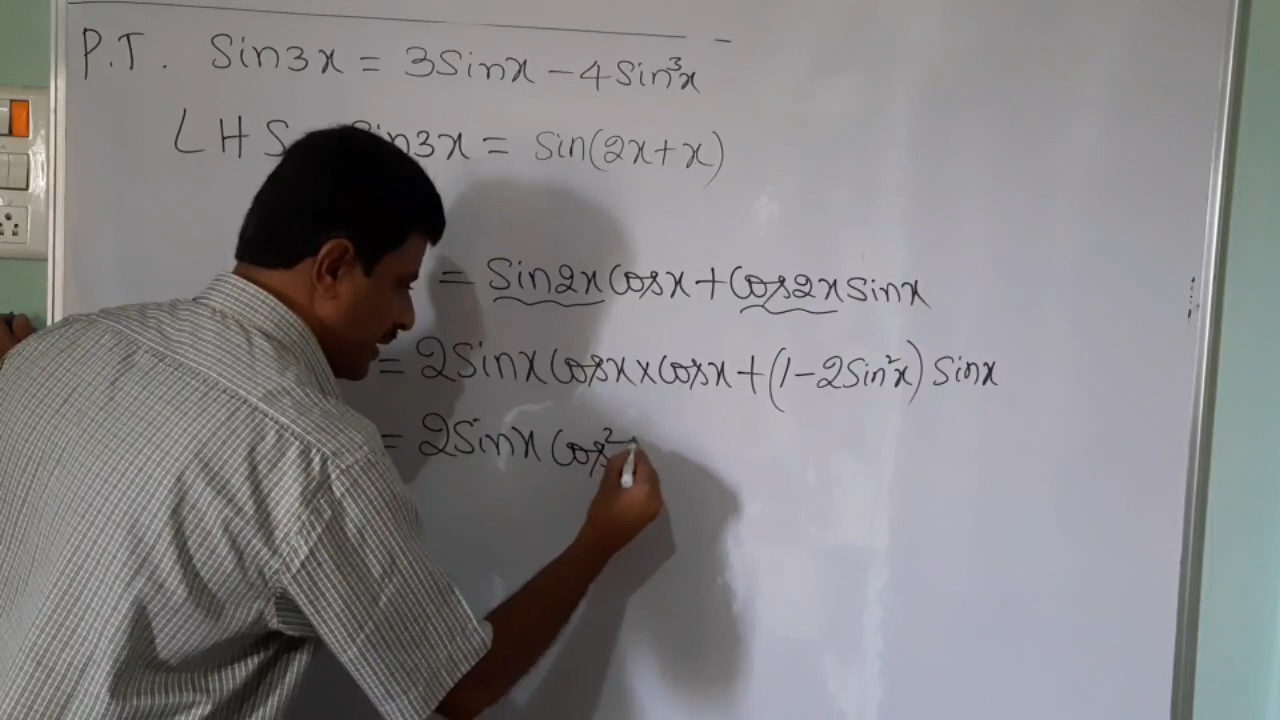 P.T. Sin3x = 3Sinx - 4Sin³x
LHS Sin3x = Sin(2x+x)
= Sin2x Cosx + Cos2x Sinx
= 2Sinx Cosx x Cosx + (1-2Sin²x) Sinx
= 2Sinx Cos²